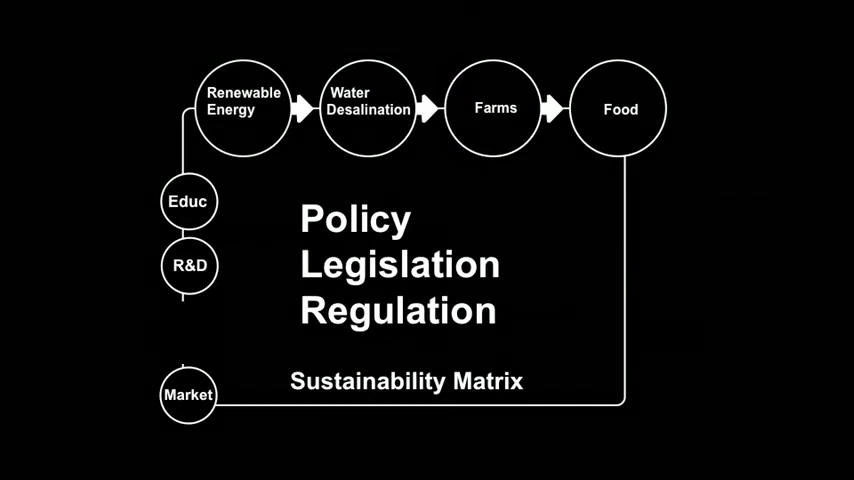 Renewable
Energy
Water
Desalination
Farms
Food
Educ
R&D
Policy
Legislation
Regulation
Sustainability Matrix
Market